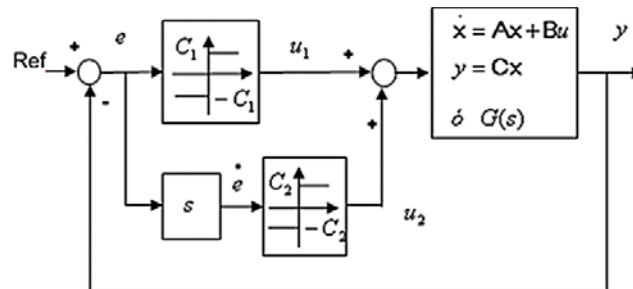 Ref
+
-
e
C₁
- C₁
u₁
+
+
ẋ = Ax+Bu
y = Cx
ó G(s)
y
s
ė
C₂
- C₂
u₂